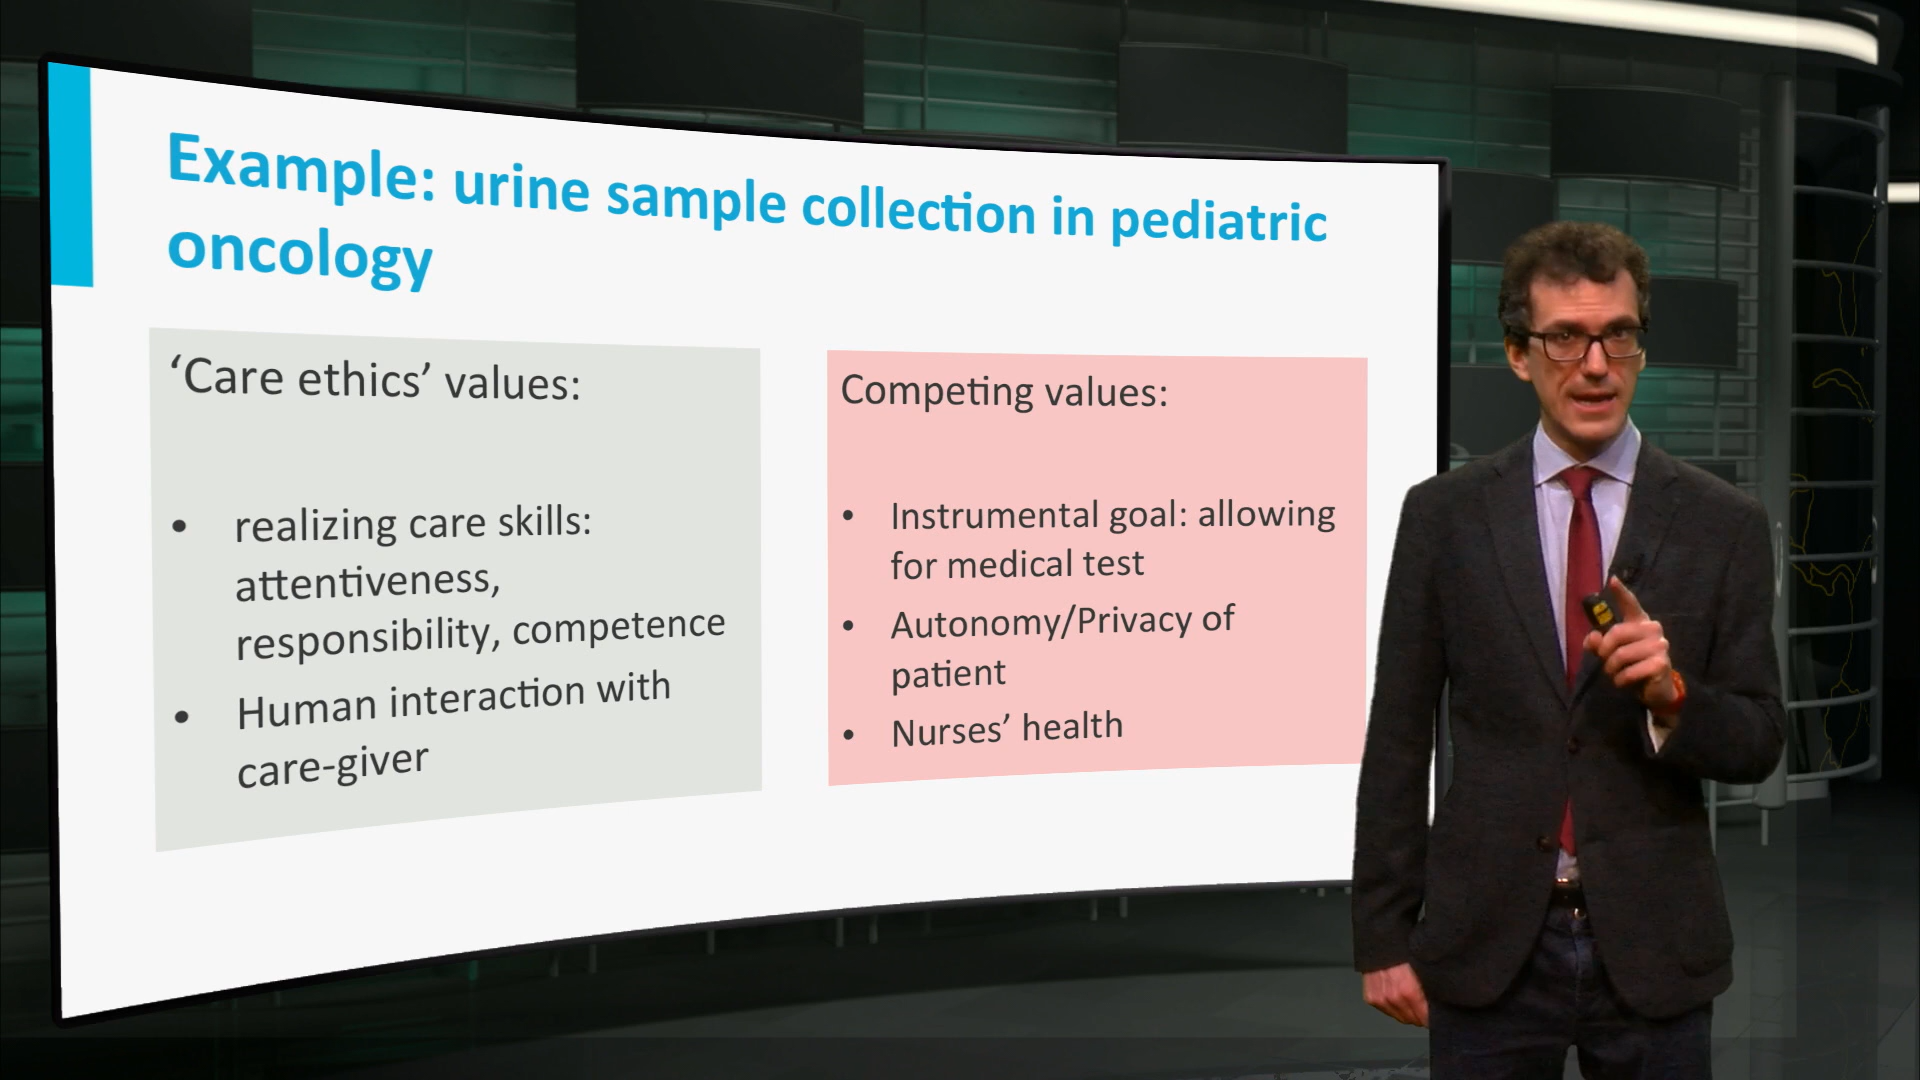 Example: urine sample collection in pediatric
oncology
‘Care ethics’ values:
• realizing care skills:
attentiveness,
responsibility, competence
• Human interaction with
care-giver
Competing values:
• Instrumental goal: allowing
for medical test
• Autonomy/Privacy of
patient
• Nurses’ health